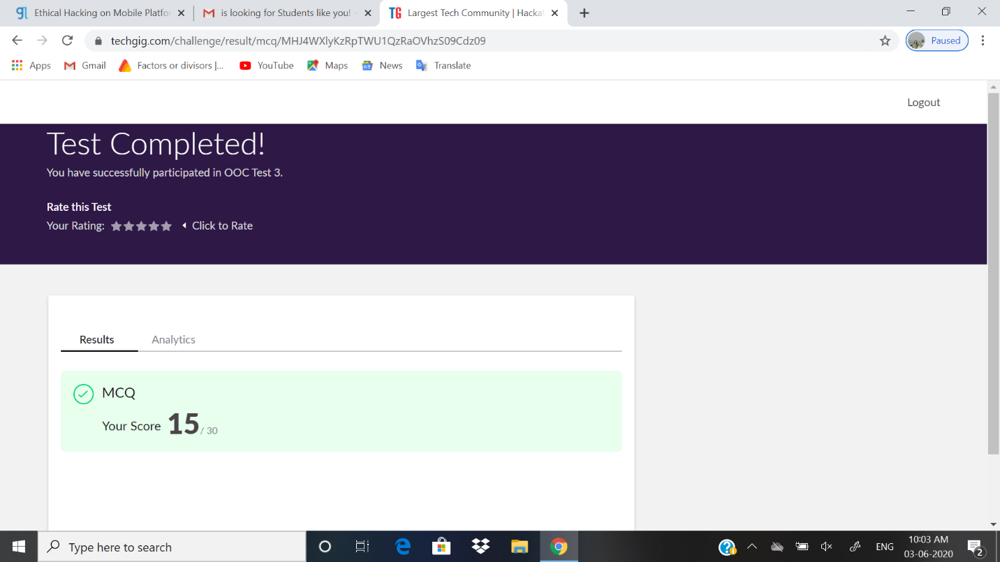 Ethical Hacking on Mobile Platfo
is looking for Students like you! -
TG Largest Tech Community | Hacka
techgig.com/challenge/result/mcq/MHJ4WXlyKzRpTWU1QzRaOVhzS09Cdz09
Paused
Apps Gmail Factors or divisors |... YouTube Maps News Translate
Logout
Test Completed!
You have successfully participated in OOC Test 3.
Rate this Test
Your Rating: Click to Rate
Results Analytics
MCQ
Your Score 15 / 30
Type here to search
ENG
10:03 AM
03-06-2020
2